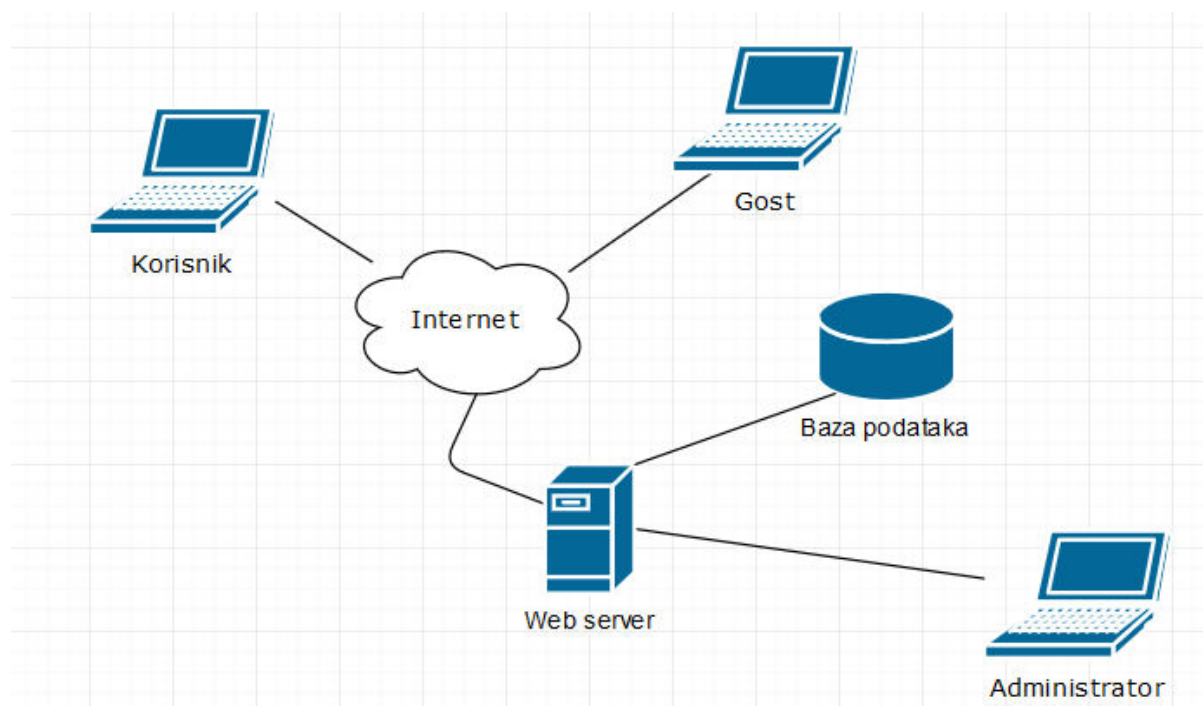 Gost
Korisnik
Internet
Baza podataka
Web server
Administrator